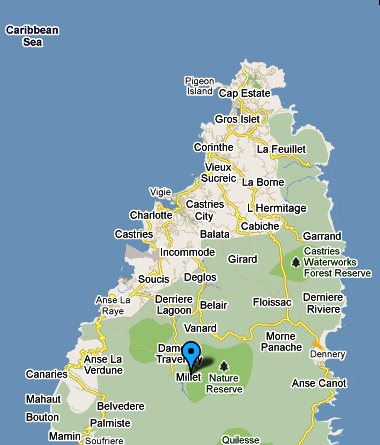 Caribbean
Sea
Pigeon
Island
Cap Estate
Gros Islet
Corinthe
La Feuillet
Vieux
Sucreic
La Borne
Vigie
Castries
City
L Hermitage
Charlotte
Castries
Balata
Cabiche
Garrand
Incommode
Girard
Castries
Waterworks
Forest Reserve
Soucis
Deglos
Anse La
Raye
Derriere
Lagoon
Belair
Floissac
Derniere
Riviere
Vanard
Morne
Panache
Dennery
Anse La
Verdune
Millet
Nature
Reserve
Canaries
Anse Canot
Mahaut
Bouton
Belvedere
Palmiste
Mamin
Soufriere
Quilesse